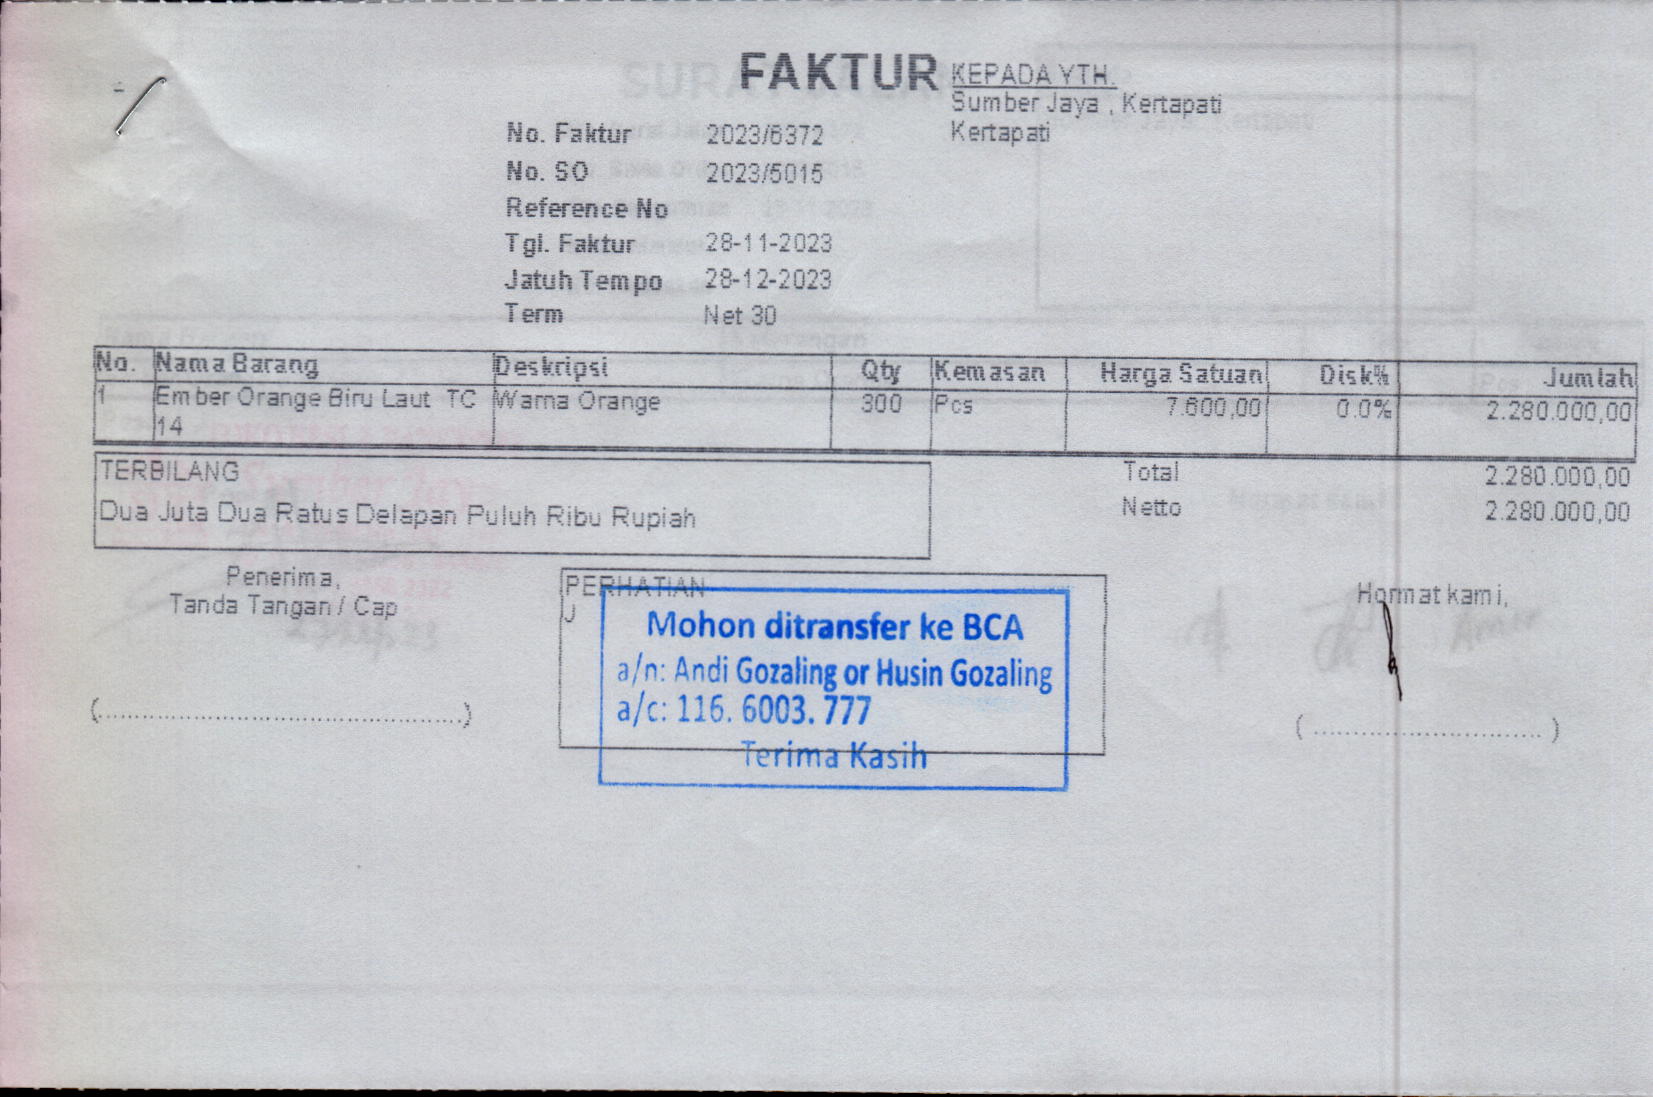 FAKTUR
KEPADA YTH.
Sumber Jaya , Kertapati
Kertapati
No. Faktur 2023/6372
No. SO 2023/5015
Reference No
Tgl. Faktur 28-11-2023
Jatuh Tempo 28-12-2023
Term Net 30
No. Nama Barang Deskripsi Qty Kemasan Harga Satuan Disk% Jumlah
1 Ember Orange Biru Laut TC Warna Orange 300 Pcs 7.600,00 0.0% 2.280.000,00
14
TERBILANG
Dua Juta Dua Ratus Delapan Puluh Ribu Rupiah
Total 2.280.000,00
Netto 2.280.000,00
Penerima,
Tanda Tangan / Cap
(..............................................)
PERHATIAN
J
Mohon ditransfer ke BCA
a/n: Andi Gozaling or Husin Gozaling
a/c: 116. 6003. 777
Terima Kasih
Hormat kami,
(............................)